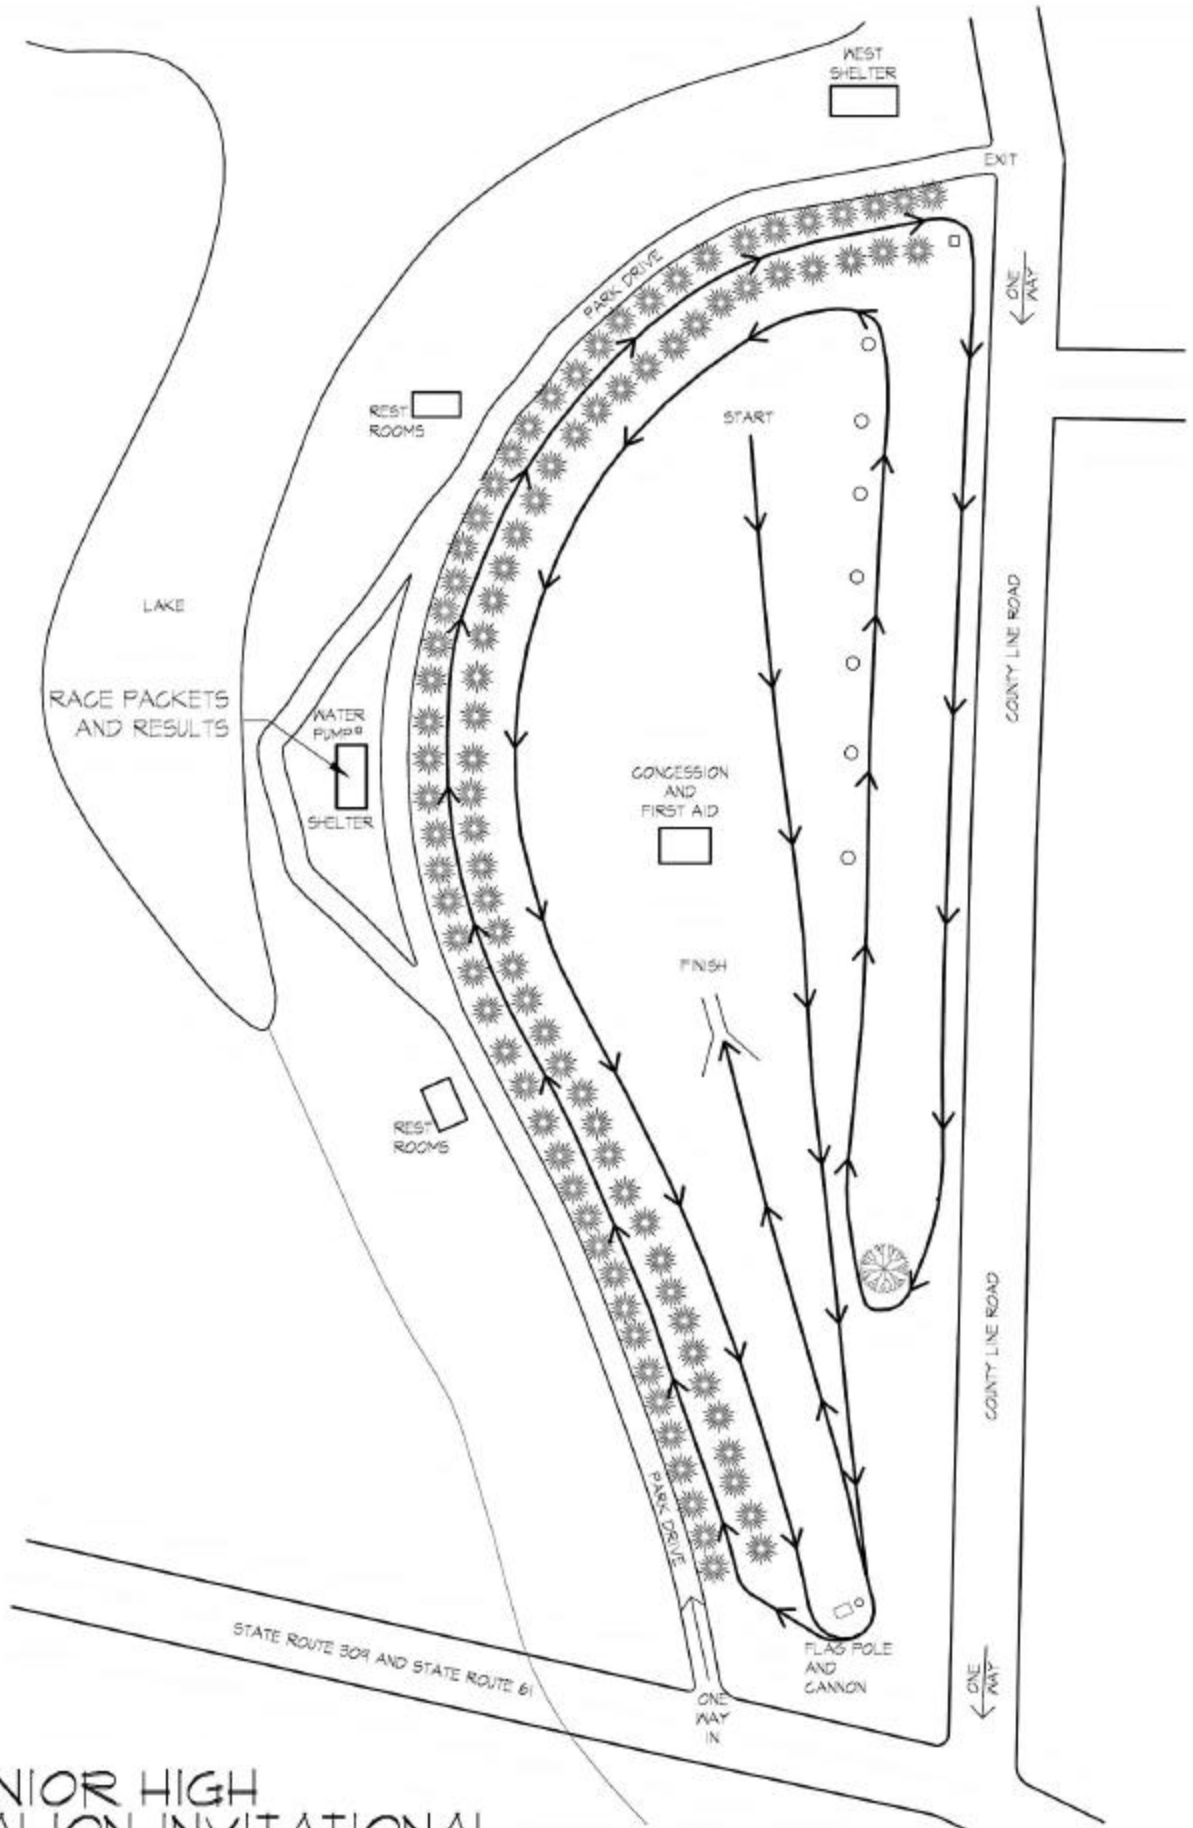 WEST
SHELTER
EXIT
PARK DRIVE
ONE
WAY
REST
ROOMS
START
LAKE
COUNTY LINE ROAD
RACE PACKETS
AND RESULTS
WATER
PUMP
SHELTER
CONCESSION
AND
FIRST AID
FINISH
REST
ROOMS
COUNTY LINE ROAD
PARK DRIVE
STATE ROUTE 309 AND STATE ROUTE 61
FLAG POLE
AND
CANNON
ONE
WAY
ONE
WAY
IN
NIOR HIGH
INVITATIONAL